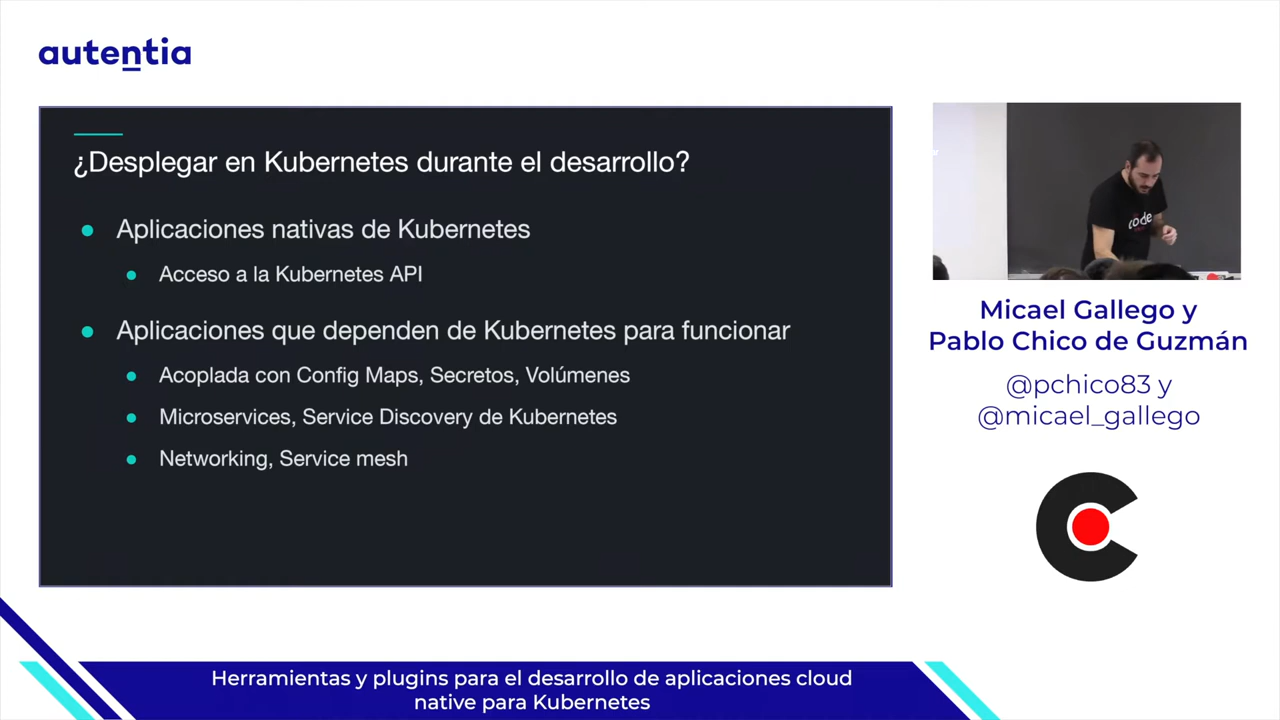 autentia
¿Desplegar en Kubernetes durante el desarrollo?
Aplicaciones nativas de Kubernetes
Acceso a la Kubernetes API
Aplicaciones que dependen de Kubernetes para funcionar
Acoplada con Config Maps, Secretos, Volúmenes
Microservices, Service Discovery de Kubernetes
Networking, Service mesh
code
Micael Gallego y
Pablo Chico de Guzmán
@pchico83 y
@micael_gallego
Herramientas y plugins para el desarrollo de aplicaciones cloud
native para Kubernetes